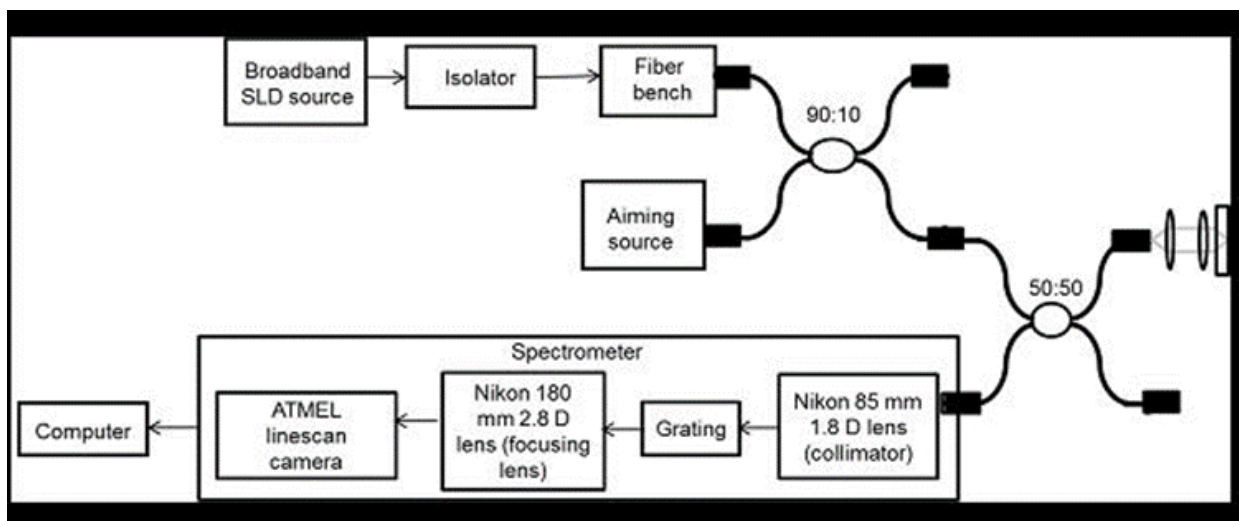 Broadband
SLD source
Isolator
Fiber
bench
90:10
Aiming
source
50:50
Spectrometer
Computer
ATMEL
linescan
camera
Nikon 180
mm 2.8 D
lens (focusing
lens)
Grating
Nikon 85 mm
1.8 D lens
(collimator)